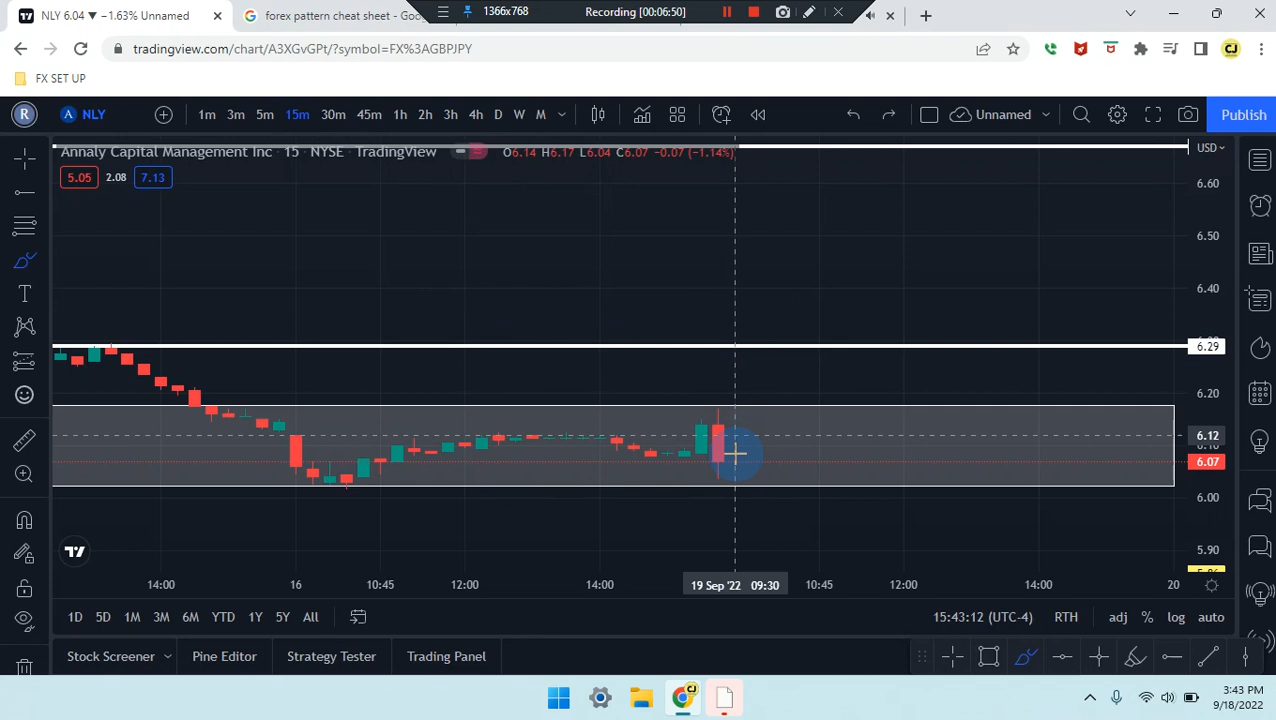 NLY 6.04 ▼ −1.63% Unnamed
forex pattern cheat sheet - Goo
1366x768
Recording [00:06:50]
tradingview.com/chart/A3XGvGPt/?symbol=FX%3AGBPJPY
CJ
FX SET UP
R
A NLY
1m 3m 5m 15m 30m 45m 1h 2h 3h 4h D W M
Unnamed
Publish
Annaly Capital Management Inc · 15 · NYSE · TradingView
O6.14 H6.17 L6.04 C6.07 -0.07 (-1.14%)
USD
5.05 2.08 7.13
6.60
6.50
6.40
6.29
6.20
6.12
6.07
6.00
5.90
T
14:00 16 10:45 12:00 14:00 19 Sep '22 09:30 10:45 12:00 14:00 20
1D 5D 1M 3M 6M YTD 1Y 5Y All
15:43:12 (UTC-4) RTH adj % log auto
Stock Screener Pine Editor Strategy Tester Trading Panel
CJ
3:43 PM
9/18/2022